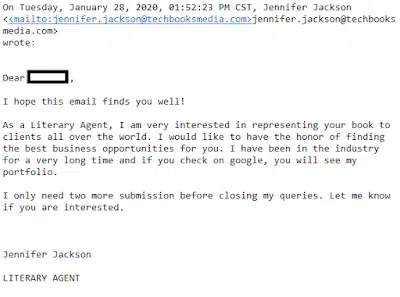 On Tuesday, January 28, 2020, 01:52:23 PM CST, Jennifer Jackson
<<mailto:jennifer.jackson@techbooksmedia.com>jennifer.jackson@techbooks
media.com>
wrote:
Dear ,
I hope this email finds you well!
As a Literary Agent, I am very interested in representing your book to
clients all over the world. I would like to have the honor of finding
the best business opportunities for you. I have been in the industry
for a very long time and if you check on google, you will see my
portfolio.
I only need two more submission before closing my queries. Let me know
if you are interested.
Jennifer Jackson
LITERARY AGENT